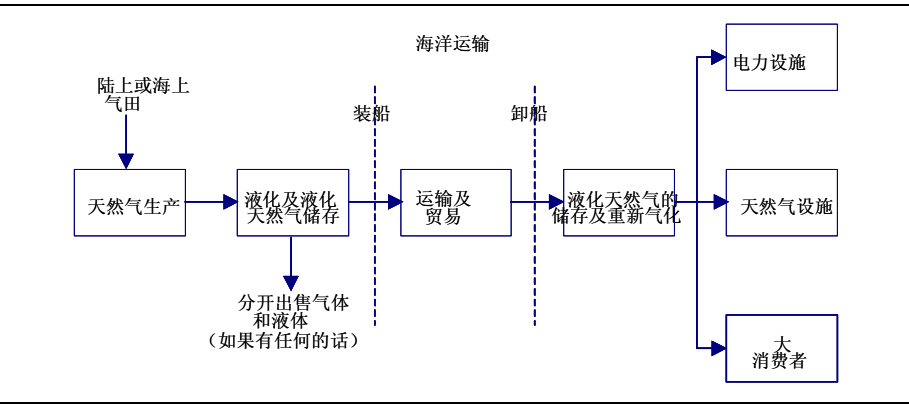 海洋运输
陆上或海上
气田
装船
卸船
电力设施
天然气生产
液化及液化
天然气储存
运输及
贸易
液化天然气的
储存及重新气化
天然气设施
分开出售气体
和液体
（如果有任何的话）
大
消费者